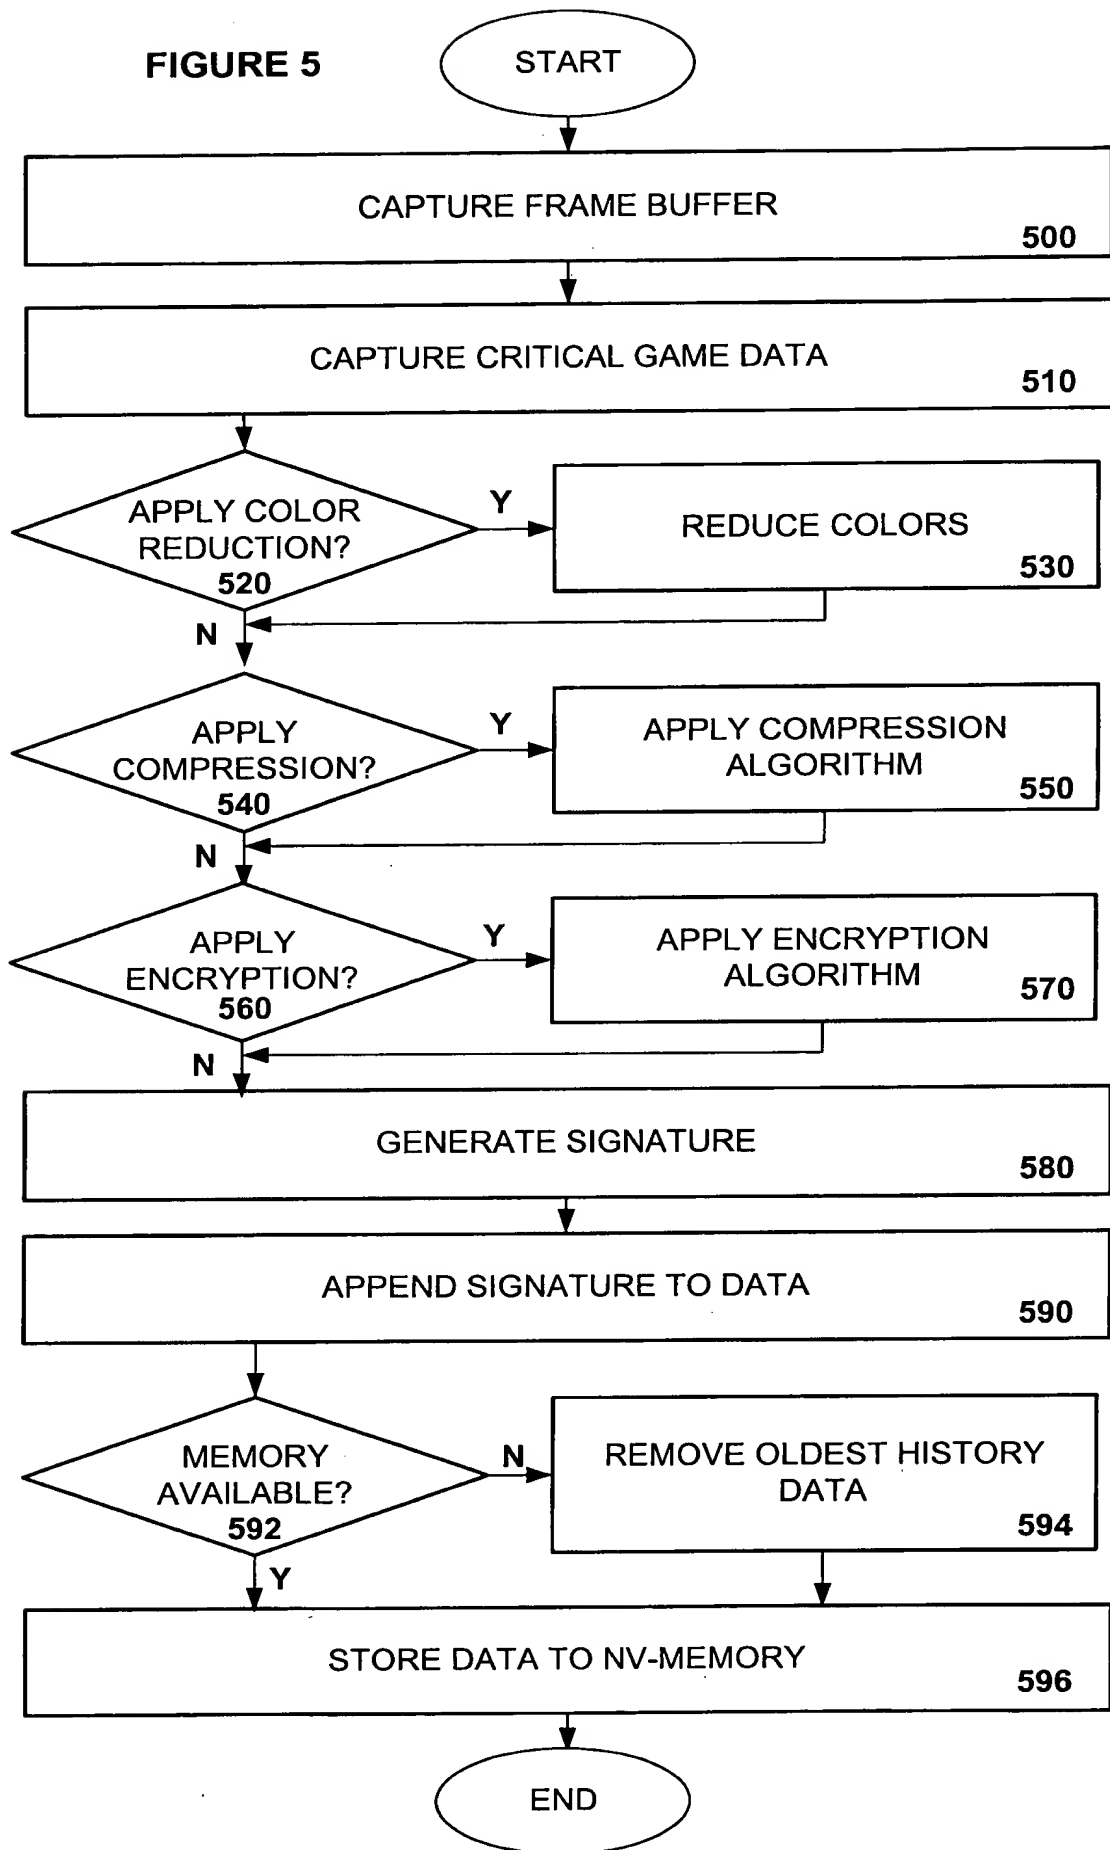 FIGURE 5
START
CAPTURE FRAME BUFFER
500
CAPTURE CRITICAL GAME DATA
510
APPLY COLOR
REDUCTION?
520
Y
REDUCE COLORS
530
N
APPLY
COMPRESSION?
540
Y
APPLY COMPRESSION
ALGORITHM
550
N
APPLY
ENCRYPTION?
560
Y
APPLY ENCRYPTION
ALGORITHM
570
N
GENERATE SIGNATURE
580
APPEND SIGNATURE TO DATA
590
MEMORY
AVAILABLE?
592
N
REMOVE OLDEST HISTORY
DATA
594
Y
STORE DATA TO NV-MEMORY
596
END